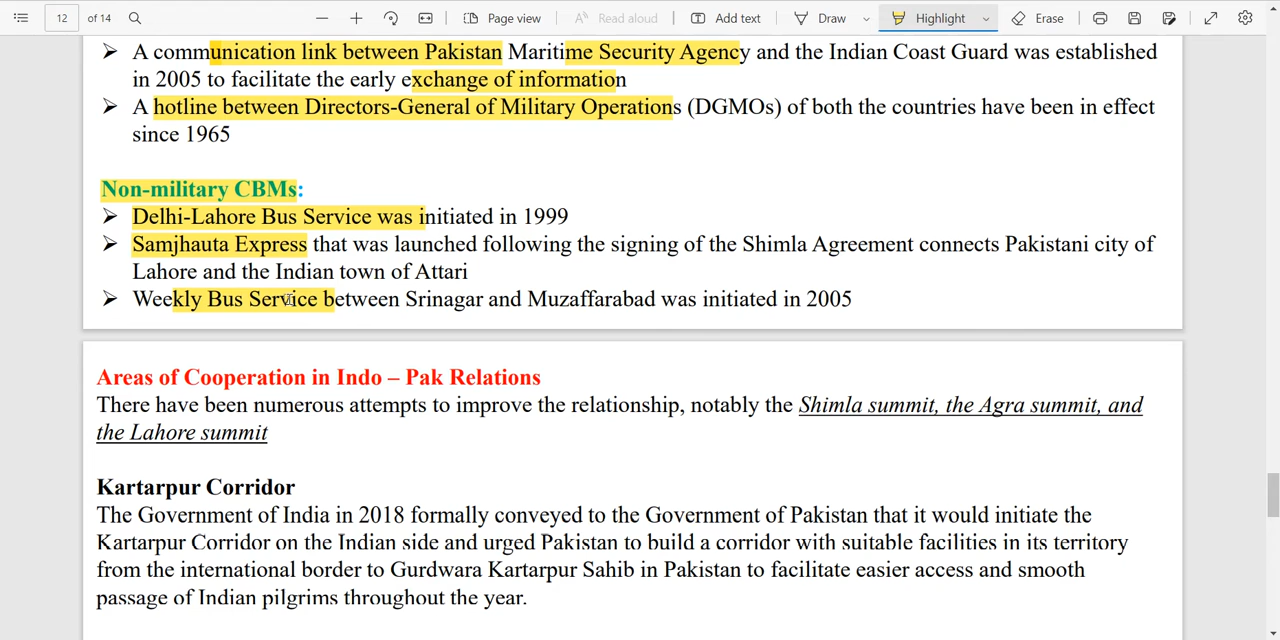 12 of 14 Page view Read aloud Add text Draw Highlight Erase
➢ A communication link between Pakistan Maritime Security Agency and the Indian Coast Guard was established
in 2005 to facilitate the early exchange of information
➢ A hotline between Directors-General of Military Operations (DGMOs) of both the countries have been in effect
since 1965
Non-military CBMs:
➢ Delhi-Lahore Bus Service was initiated in 1999
➢ Samjhauta Express that was launched following the signing of the Shimla Agreement connects Pakistani city of
Lahore and the Indian town of Attari
➢ Weekly Bus Service between Srinagar and Muzaffarabad was initiated in 2005
Areas of Cooperation in Indo – Pak Relations
There have been numerous attempts to improve the relationship, notably the Shimla summit, the Agra summit, and
the Lahore summit
Kartarpur Corridor
The Government of India in 2018 formally conveyed to the Government of Pakistan that it would initiate the
Kartarpur Corridor on the Indian side and urged Pakistan to build a corridor with suitable facilities in its territory
from the international border to Gurdwara Kartarpur Sahib in Pakistan to facilitate easier access and smooth
passage of Indian pilgrims throughout the year.